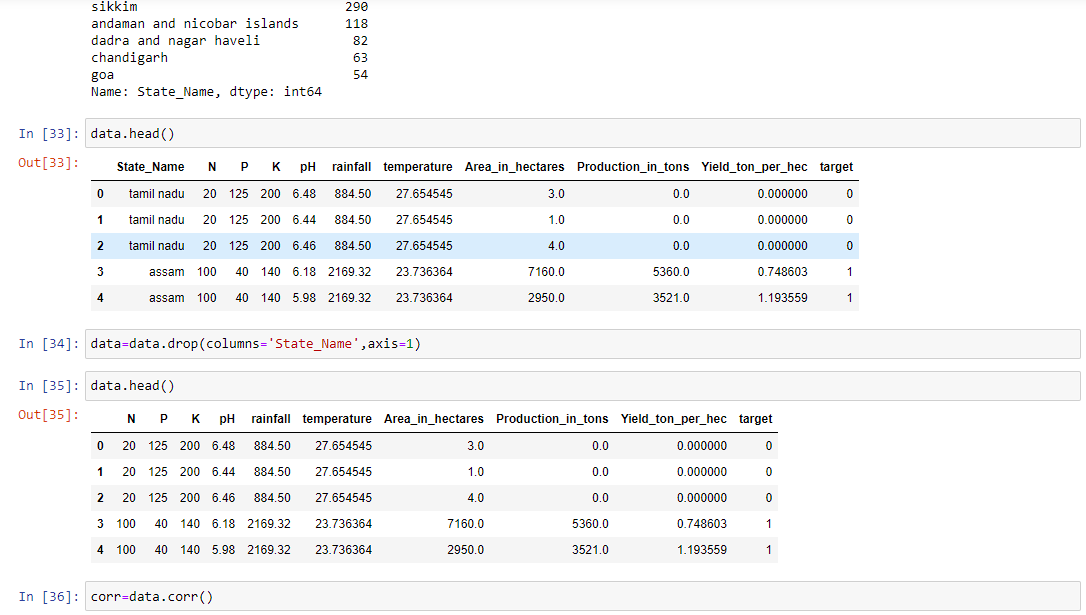 sikkim 290
andaman and nicobar islands 118
dadra and nagar haveli 82
chandigarh 63
goa 54
Name: State_Name, dtype: int64
In [33]: data.head()
Out[33]:
State_Name N P K pH rainfall temperature Area_in_hectares Production_in_tons Yield_ton_per_hec target
0 tamil nadu 20 125 200 6.48 884.50 27.654545 3.0 0.0 0.000000 0
1 tamil nadu 20 125 200 6.44 884.50 27.654545 1.0 0.0 0.000000 0
2 tamil nadu 20 125 200 6.46 884.50 27.654545 4.0 0.0 0.000000 0
3 assam 100 40 140 6.18 2169.32 23.736364 7160.0 5360.0 0.748603 1
4 assam 100 40 140 5.98 2169.32 23.736364 2950.0 3521.0 1.193559 1
In [34]: data=data.drop(columns='State_Name',axis=1)
In [35]: data.head()
Out[35]:
N P K pH rainfall temperature Area_in_hectares Production_in_tons Yield_ton_per_hec target
0 20 125 200 6.48 884.50 27.654545 3.0 0.0 0.000000 0
1 20 125 200 6.44 884.50 27.654545 1.0 0.0 0.000000 0
2 20 125 200 6.46 884.50 27.654545 4.0 0.0 0.000000 0
3 100 40 140 6.18 2169.32 23.736364 7160.0 5360.0 0.748603 1
4 100 40 140 5.98 2169.32 23.736364 2950.0 3521.0 1.193559 1
In [36]: corr=data.corr()